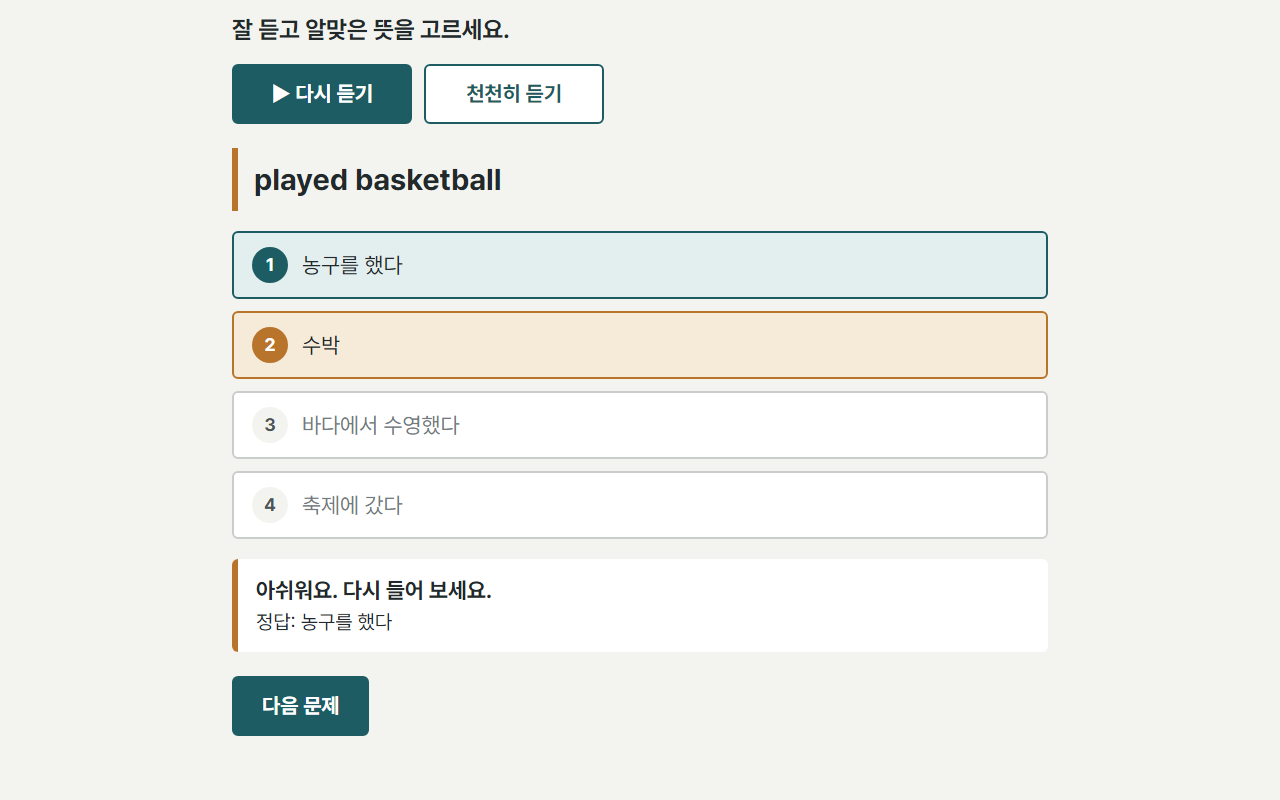 잘 듣고 알맞은 뜻을 고르세요.
▶ 다시 듣기
천천히 듣기
played basketball
1 농구를 했다
2 수박
3 바다에서 수영했다
4 축제에 갔다
아쉬워요. 다시 들어 보세요.
정답: 농구를 했다
다음 문제